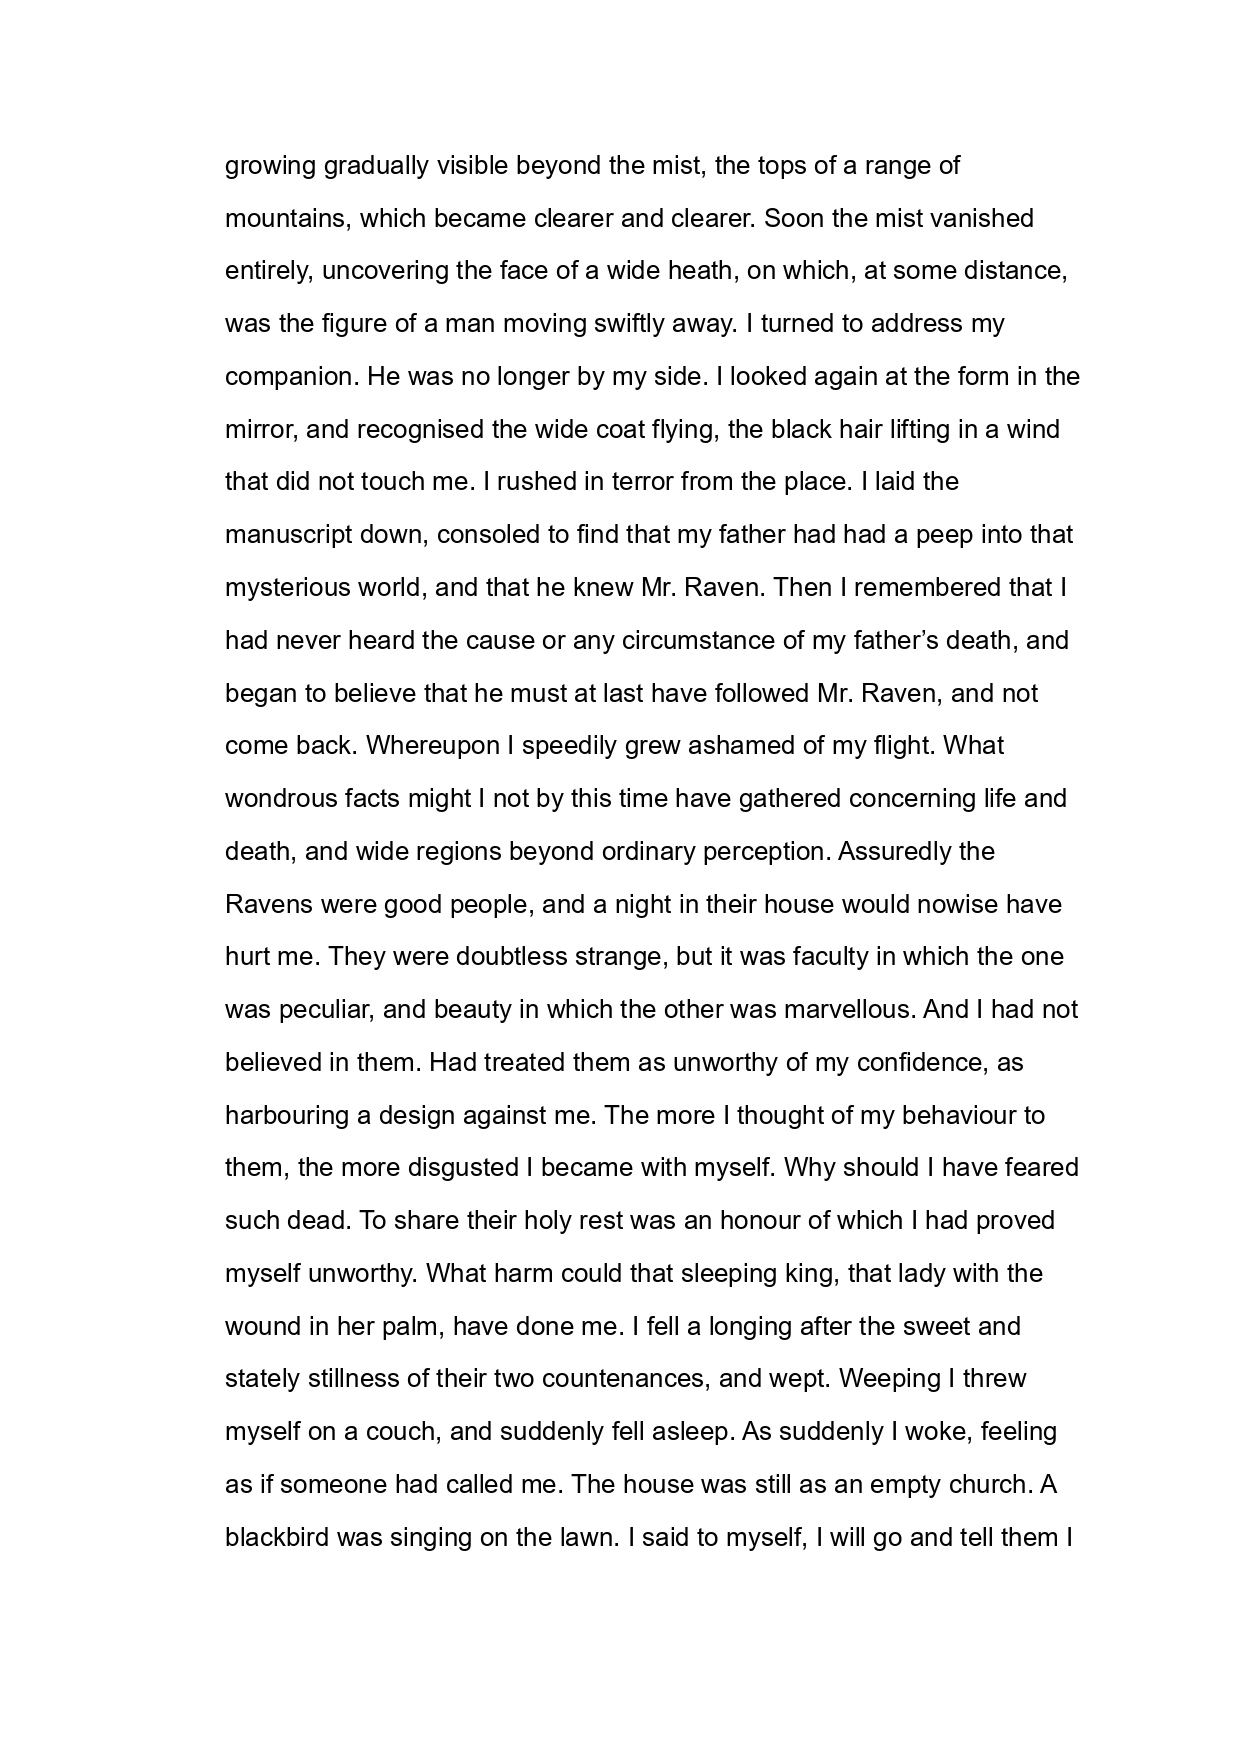 growing gradually visible beyond the mist, the tops of a range of
mountains, which became clearer and clearer. Soon the mist vanished
entirely, uncovering the face of a wide heath, on which, at some distance,
was the figure of a man moving swiftly away. I turned to address my
companion. He was no longer by my side. I looked again at the form in the
mirror, and recognised the wide coat flying, the black hair lifting in a wind
that did not touch me. I rushed in terror from the place. I laid the
manuscript down, consoled to find that my father had had a peep into that
mysterious world, and that he knew Mr. Raven. Then I remembered that I
had never heard the cause or any circumstance of my father’s death, and
began to believe that he must at last have followed Mr. Raven, and not
come back. Whereupon I speedily grew ashamed of my flight. What
wondrous facts might I not by this time have gathered concerning life and
death, and wide regions beyond ordinary perception. Assuredly the
Ravens were good people, and a night in their house would nowise have
hurt me. They were doubtless strange, but it was faculty in which the one
was peculiar, and beauty in which the other was marvellous. And I had not
believed in them. Had treated them as unworthy of my confidence, as
harbouring a design against me. The more I thought of my behaviour to
them, the more disgusted I became with myself. Why should I have feared
such dead. To share their holy rest was an honour of which I had proved
myself unworthy. What harm could that sleeping king, that lady with the
wound in her palm, have done me. I fell a longing after the sweet and
stately stillness of their two countenances, and wept. Weeping I threw
myself on a couch, and suddenly fell asleep. As suddenly I woke, feeling
as if someone had called me. The house was still as an empty church. A
blackbird was singing on the lawn. I said to myself, I will go and tell them I